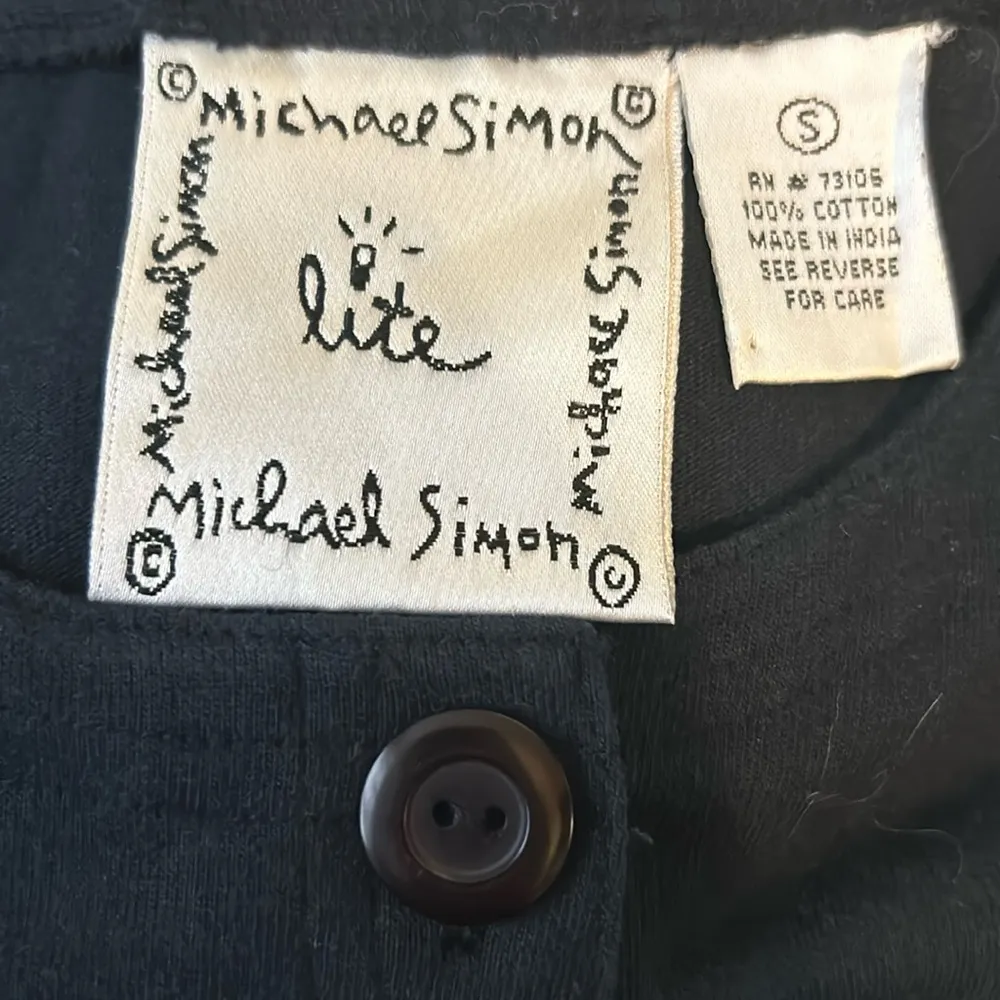 © Michael Simon ©
Michael Simon
lite
Michael Simon
© Michael Simon ©
S
RN # 73106
100% COTTON
MADE IN INDIA
SEE REVERSE
FOR CARE